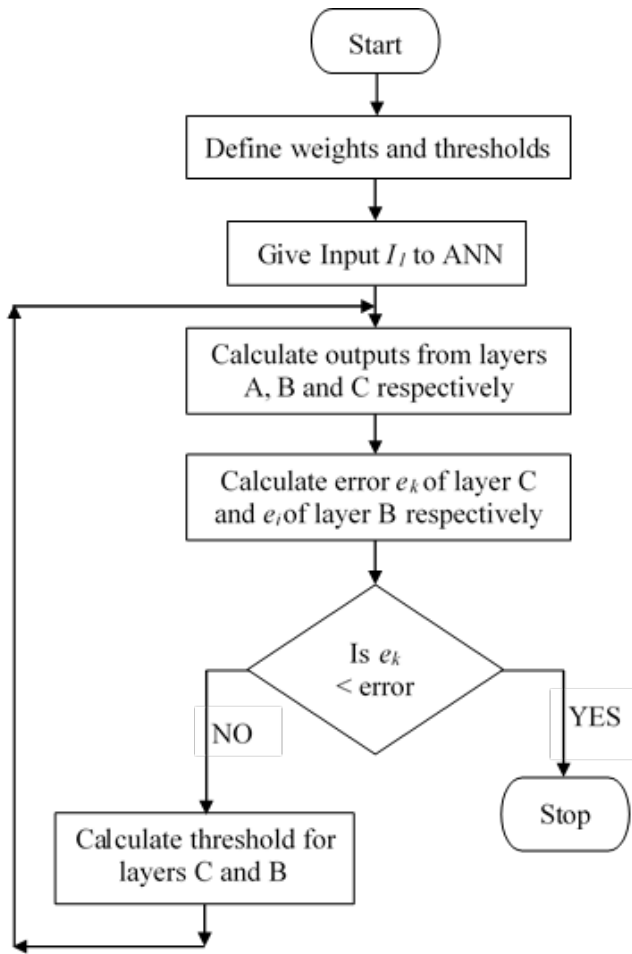 Start
Define weights and thresholds
Give Input I₁ to ANN
Calculate outputs from layers
A, B and C respectively
Calculate error eₖ of layer C
and eᵢ of layer B respectively
Is eₖ
< error
NO
YES
Stop
Calculate threshold for
layers C and B